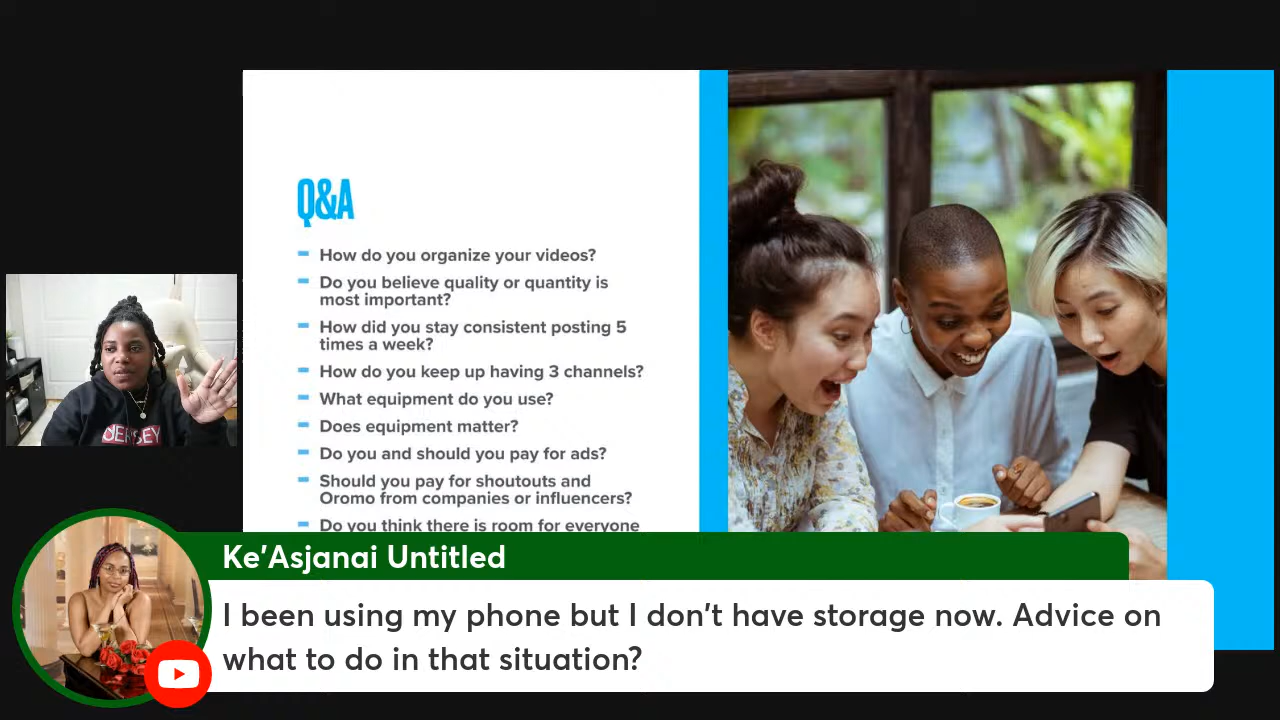 Q&A
How do you organize your videos?
Do you believe quality or quantity is
most important?
How did you stay consistent posting 5
times a week?
How do you keep up having 3 channels?
What equipment do you use?
Does equipment matter?
Do you and should you pay for ads?
Should you pay for shoutouts and
Oromo from companies or influencers?
Do you think there is room for everyone
Ke'Asjanai Untitled
I been using my phone but I don't have storage now. Advice on
what to do in that situation?